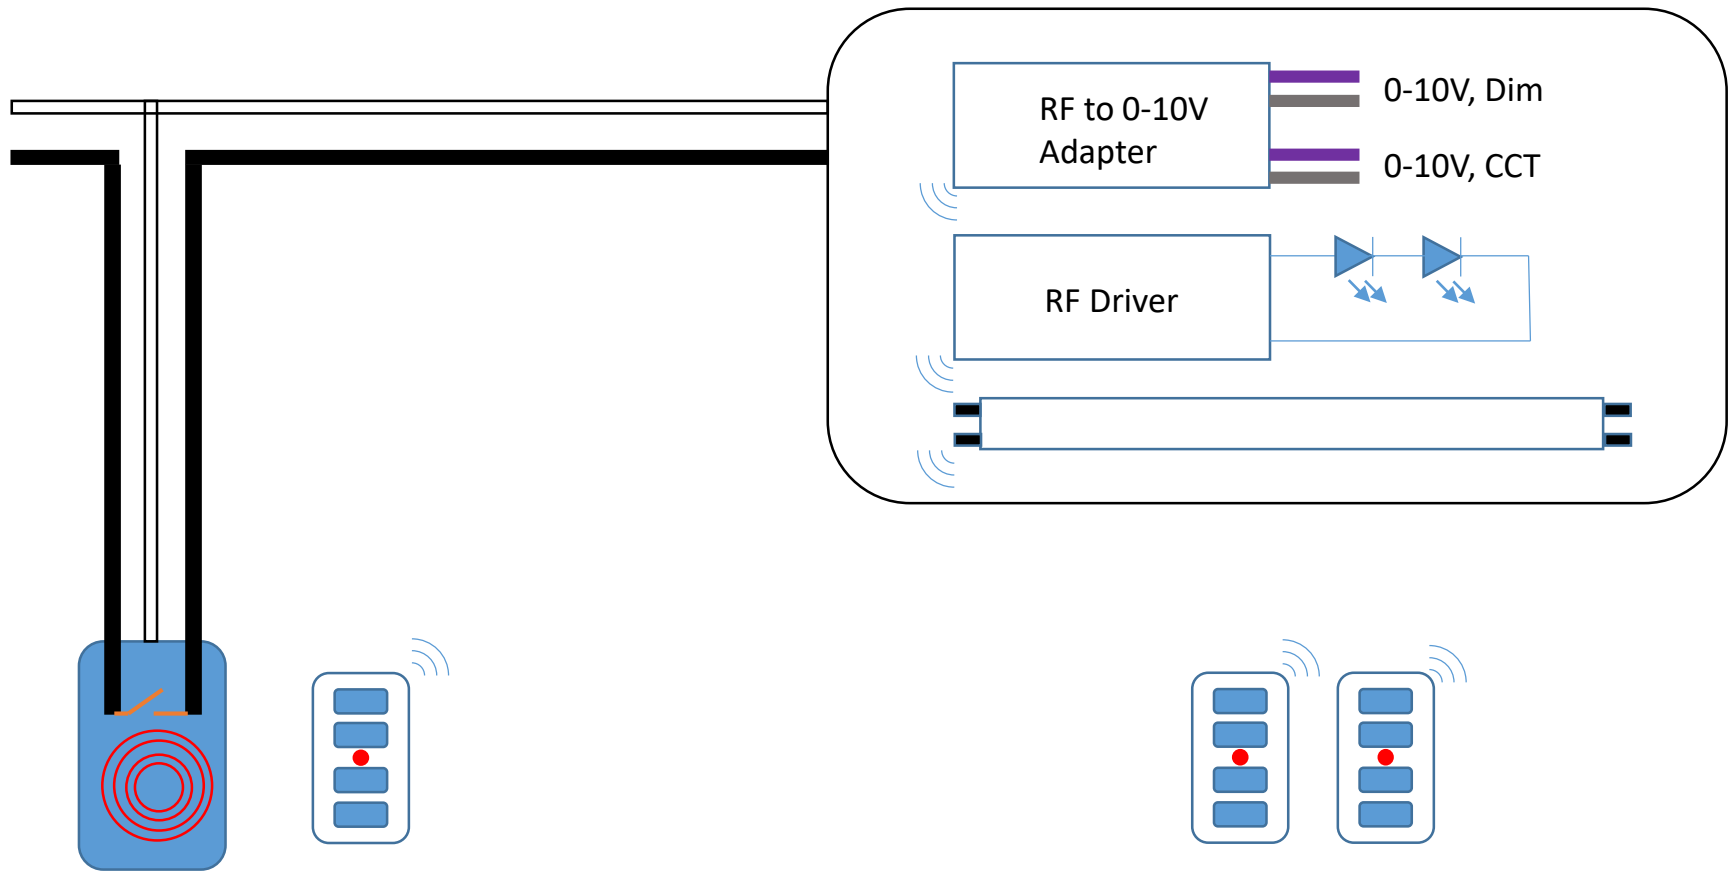 RF to 0-10V
Adapter
0-10V, Dim
0-10V, CCT
RF Driver